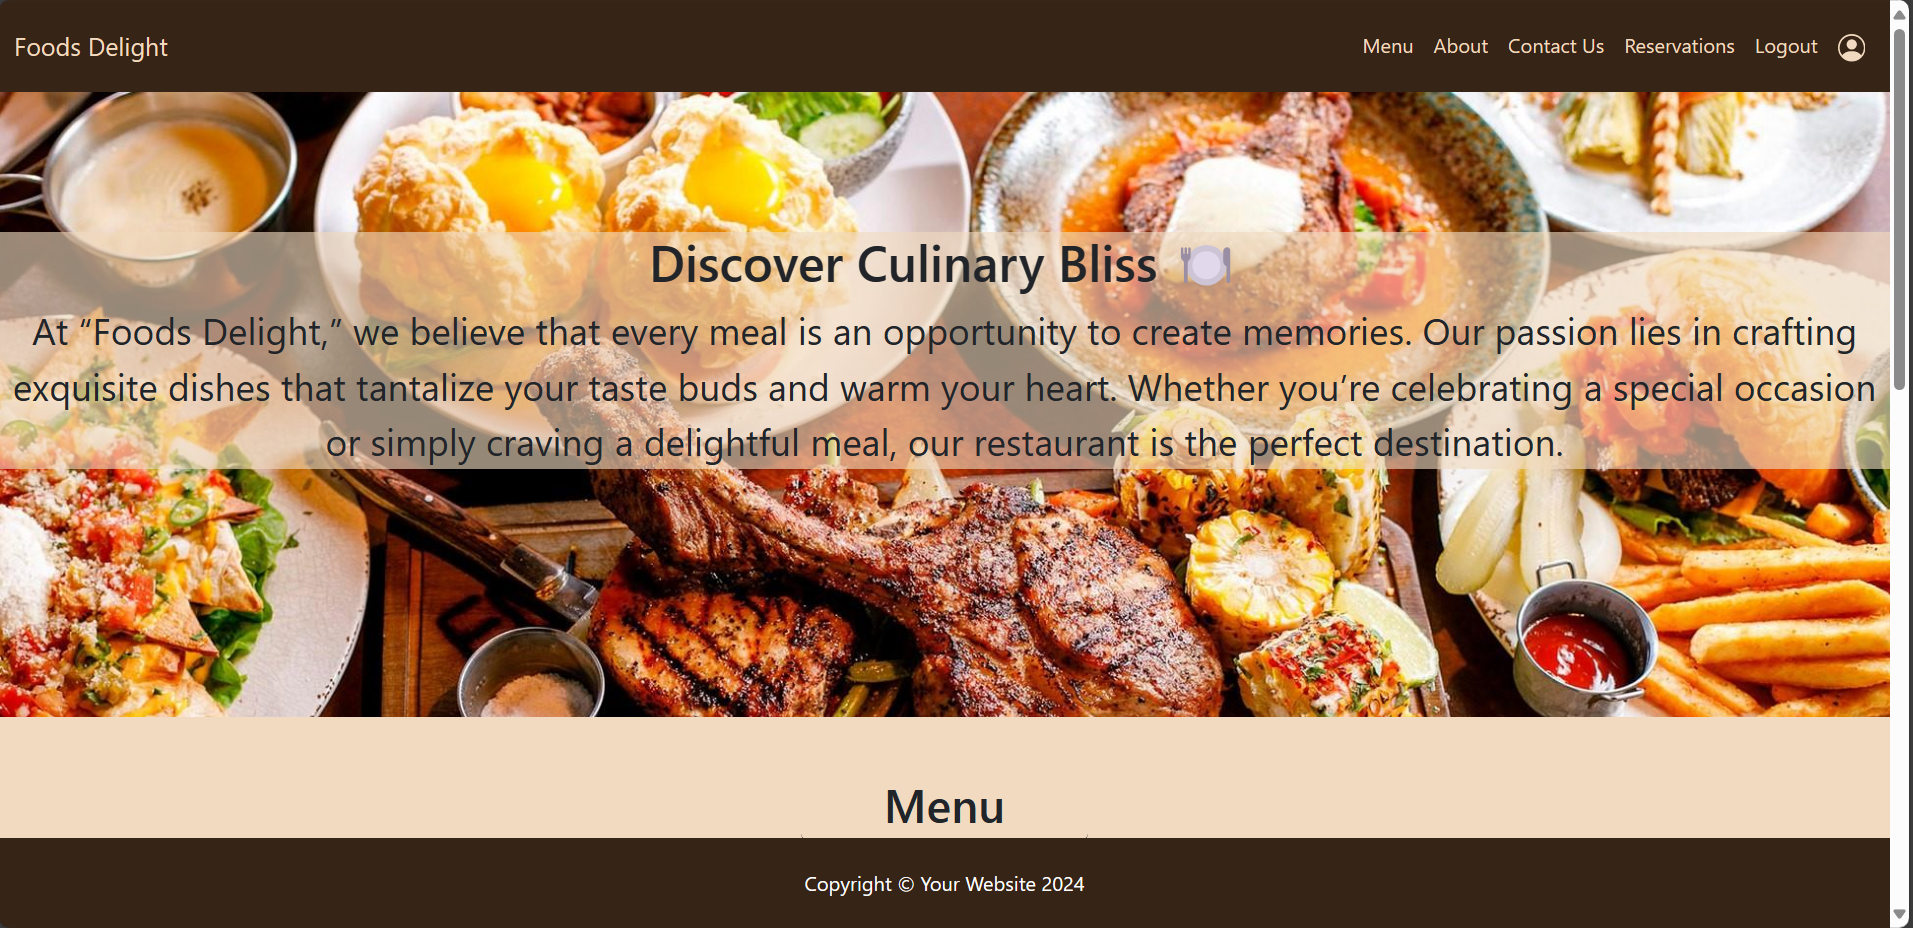 Foods Delight
Menu About Contact Us Reservations Logout
Discover Culinary Bliss 🍽️
At “Foods Delight,” we believe that every meal is an opportunity to create memories. Our passion lies in crafting
exquisite dishes that tantalize your taste buds and warm your heart. Whether you’re celebrating a special occasion
or simply craving a delightful meal, our restaurant is the perfect destination.
Menu
Copyright © Your Website 2024